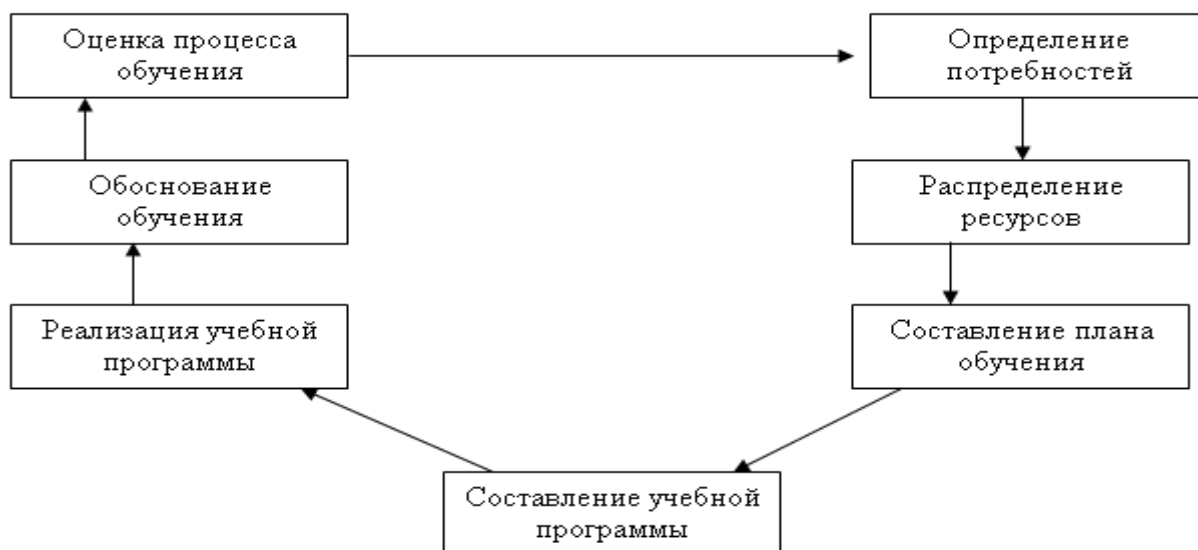 Оценка процесса
обучения
Определение
потребностей
Обоснование
обучения
Распределение
ресурсов
Реализация учебной
программы
Составление плана
обучения
Составление учебной
программы